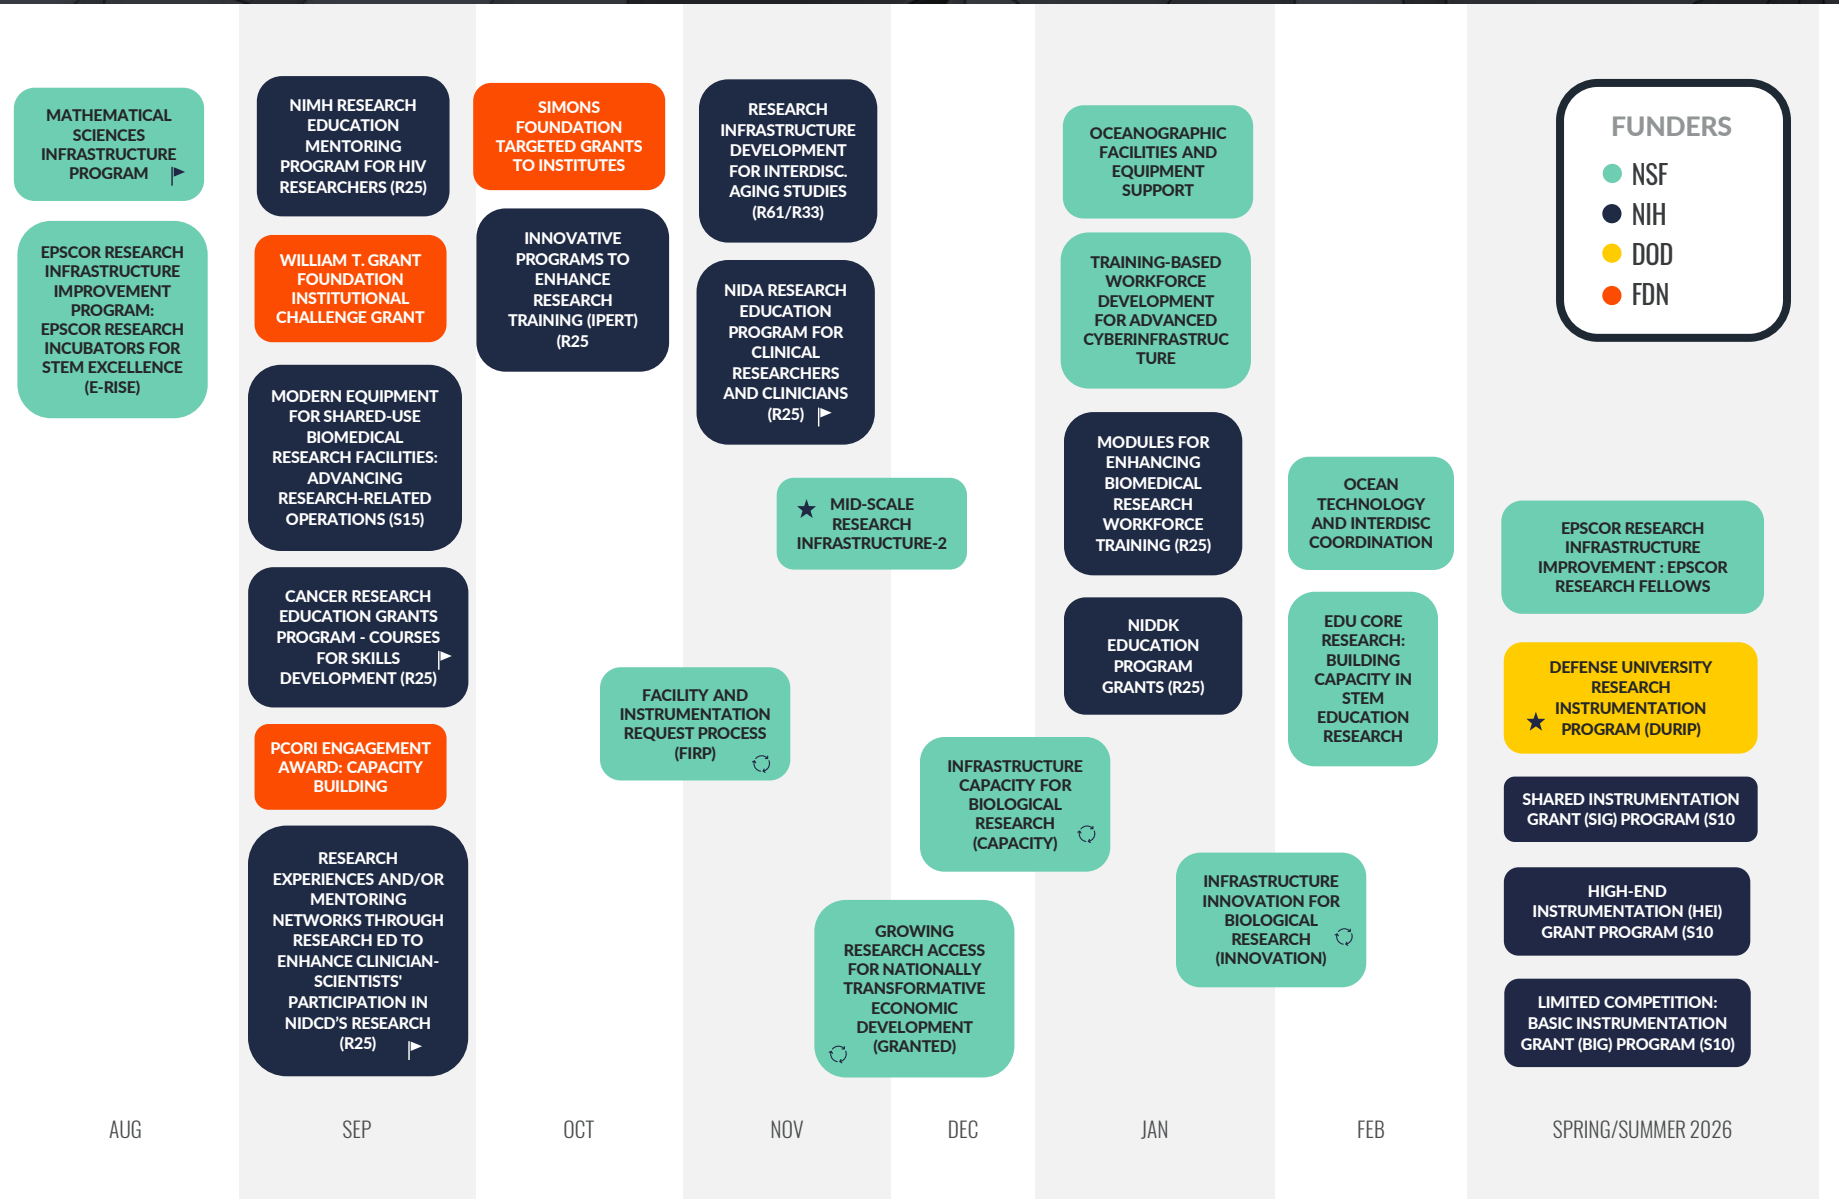 MATHEMATICAL
SCIENCES
INFRASTRUCTURE
PROGRAM
EPSCOR RESEARCH
INFRASTRUCTURE
IMPROVEMENT
PROGRAM:
EPSCOR RESEARCH
INCUBATORS FOR
STEM EXCELLENCE
(E-RISE)
NIMH RESEARCH
EDUCATION
MENTORING
PROGRAM FOR HIV
RESEARCHERS (R25)
WILLIAM T. GRANT
FOUNDATION
INSTITUTIONAL
CHALLENGE GRANT
MODERN EQUIPMENT
FOR SHARED-USE
BIOMEDICAL
RESEARCH FACILITIES:
ADVANCING
RESEARCH-RELATED
OPERATIONS (S15)
CANCER RESEARCH
EDUCATION GRANTS
PROGRAM - COURSES
FOR SKILLS
DEVELOPMENT (R25)
PCORI ENGAGEMENT
AWARD: CAPACITY
BUILDING
RESEARCH
EXPERIENCES AND/OR
MENTORING
NETWORKS THROUGH
RESEARCH ED TO
ENHANCE CLINICIAN-
SCIENTISTS'
PARTICIPATION IN
NIDCD'S RESEARCH
(R25)
SIMONS
FOUNDATION
TARGETED GRANTS
TO INSTITUTES
INNOVATIVE
PROGRAMS TO
ENHANCE
RESEARCH
TRAINING (IPERT)
(R25
RESEARCH
INFRASTRUCTURE
DEVELOPMENT
FOR INTERDISC.
AGING STUDIES
(R61/R33)
NIDA RESEARCH
EDUCATION
PROGRAM FOR
CLINICAL
RESEARCHERS
AND CLINICIANS
(R25)
MID-SCALE
RESEARCH
INFRASTRUCTURE-2
FACILITY AND
INSTRUMENTATION
REQUEST PROCESS
(FIRP)
INFRASTRUCTURE
CAPACITY FOR
BIOLOGICAL
RESEARCH
(CAPACITY)
GROWING
RESEARCH ACCESS
FOR NATIONALLY
TRANSFORMATIVE
ECONOMIC
DEVELOPMENT
(GRANTED)
OCEANOGRAPHIC
FACILITIES AND
EQUIPMENT
SUPPORT
TRAINING-BASED
WORKFORCE
DEVELOPMENT
FOR ADVANCED
CYBERINFRASTRUC
TURE
MODULES FOR
ENHANCING
BIOMEDICAL
RESEARCH
WORKFORCE
TRAINING (R25)
NIDDK
EDUCATION
PROGRAM
GRANTS (R25)
INFRASTRUCTURE
INNOVATION FOR
BIOLOGICAL
RESEARCH
(INNOVATION)
OCEAN
TECHNOLOGY
AND INTERDISC
COORDINATION
EDU CORE
RESEARCH:
BUILDING
CAPACITY IN
STEM
EDUCATION
RESEARCH
FUNDERS
NSF
NIH
DOD
FDN
EPSCOR RESEARCH
INFRASTRUCTURE
IMPROVEMENT : EPSCOR
RESEARCH FELLOWS
DEFENSE UNIVERSITY
RESEARCH
INSTRUMENTATION
PROGRAM (DURIP)
SHARED INSTRUMENTATION
GRANT (SIG) PROGRAM (S10
HIGH-END
INSTRUMENTATION (HEI)
GRANT PROGRAM (S10
LIMITED COMPETITION:
BASIC INSTRUMENTATION
GRANT (BIG) PROGRAM (S10)
AUG
SEP
OCT
NOV
DEC
JAN
FEB
SPRING/SUMMER 2026